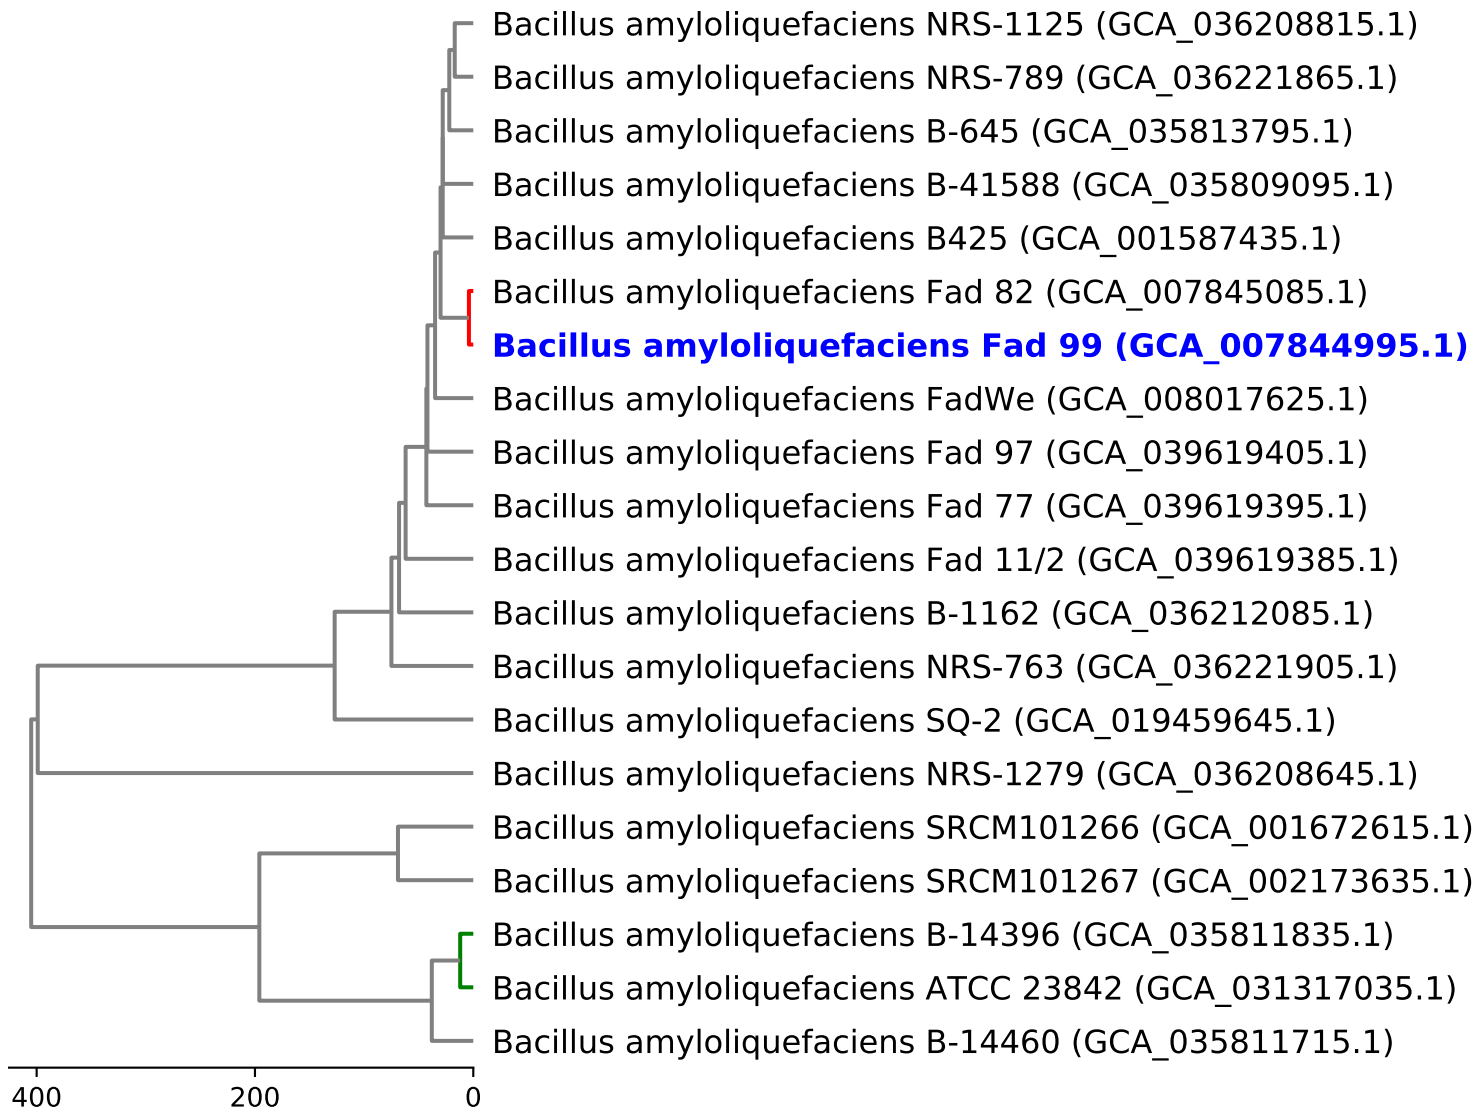 Bacillus amyloliquefaciens NRS-1125 (GCA_036208815.1)
Bacillus amyloliquefaciens NRS-789 (GCA_036221865.1)
Bacillus amyloliquefaciens B-645 (GCA_035813795.1)
Bacillus amyloliquefaciens B-41588 (GCA_035809095.1)
Bacillus amyloliquefaciens B425 (GCA_001587435.1)
Bacillus amyloliquefaciens Fad 82 (GCA_007845085.1)
Bacillus amyloliquefaciens Fad 99 (GCA_007844995.1)
Bacillus amyloliquefaciens FadWe (GCA_008017625.1)
Bacillus amyloliquefaciens Fad 97 (GCA_039619405.1)
Bacillus amyloliquefaciens Fad 77 (GCA_039619395.1)
Bacillus amyloliquefaciens Fad 11/2 (GCA_039619385.1)
Bacillus amyloliquefaciens B-1162 (GCA_036212085.1)
Bacillus amyloliquefaciens NRS-763 (GCA_036221905.1)
Bacillus amyloliquefaciens SQ-2 (GCA_019459645.1)
Bacillus amyloliquefaciens NRS-1279 (GCA_036208645.1)
Bacillus amyloliquefaciens SRCM101266 (GCA_001672615.1)
Bacillus amyloliquefaciens SRCM101267 (GCA_002173635.1)
Bacillus amyloliquefaciens B-14396 (GCA_035811835.1)
Bacillus amyloliquefaciens ATCC 23842 (GCA_031317035.1)
Bacillus amyloliquefaciens B-14460 (GCA_035811715.1)
400 200 0